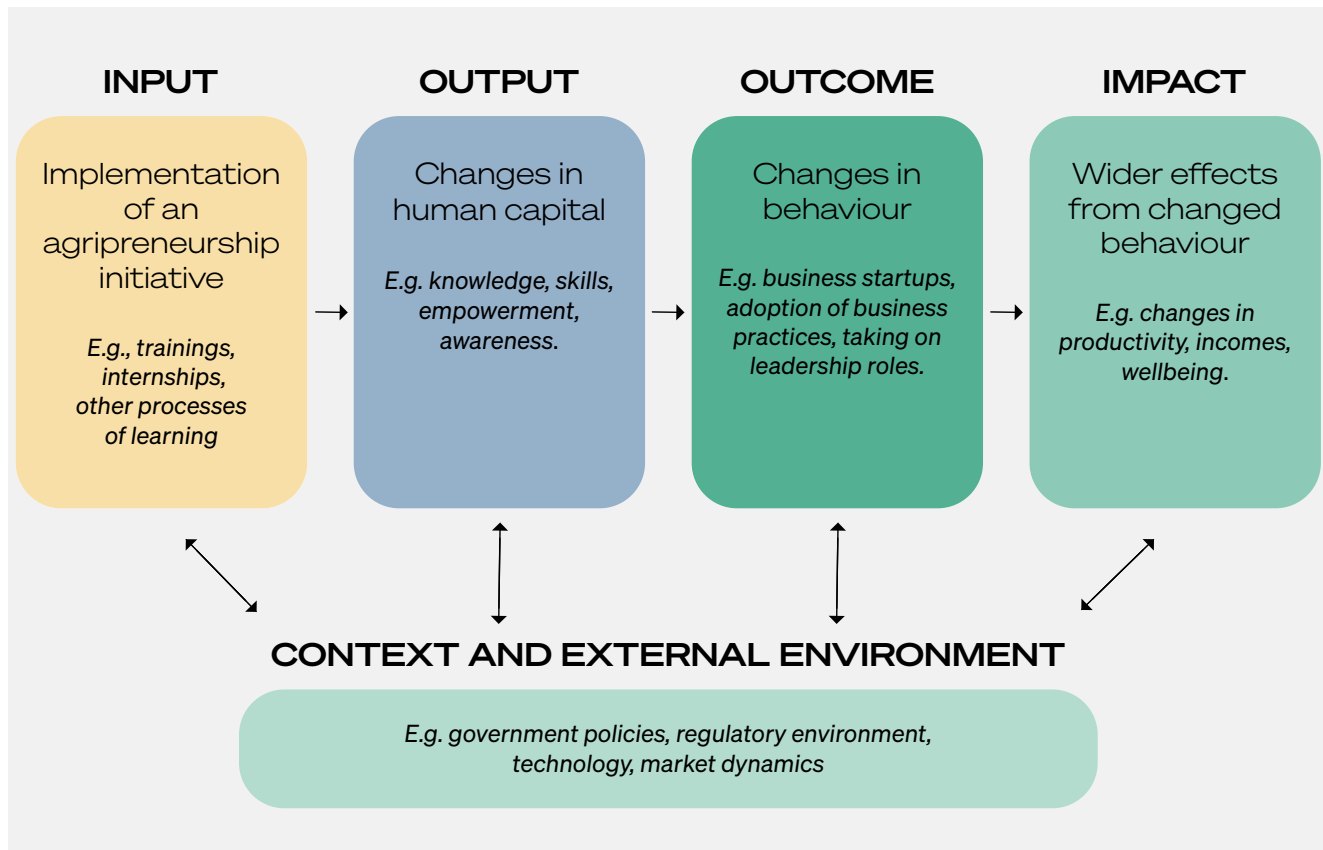 INPUT
Implementation
of an
agripreneurship
initiative
E.g., trainings,
internships,
other processes
of learning
OUTPUT
Changes in
human capital
E.g. knowledge, skills,
empowerment,
awareness.
OUTCOME
Changes in
behaviour
E.g. business startups,
adoption of business
practices, taking on
leadership roles.
IMPACT
Wider effects
from changed
behaviour
E.g. changes in
productivity, incomes,
wellbeing.
CONTEXT AND EXTERNAL ENVIRONMENT
E.g. government policies, regulatory environment,
technology, market dynamics